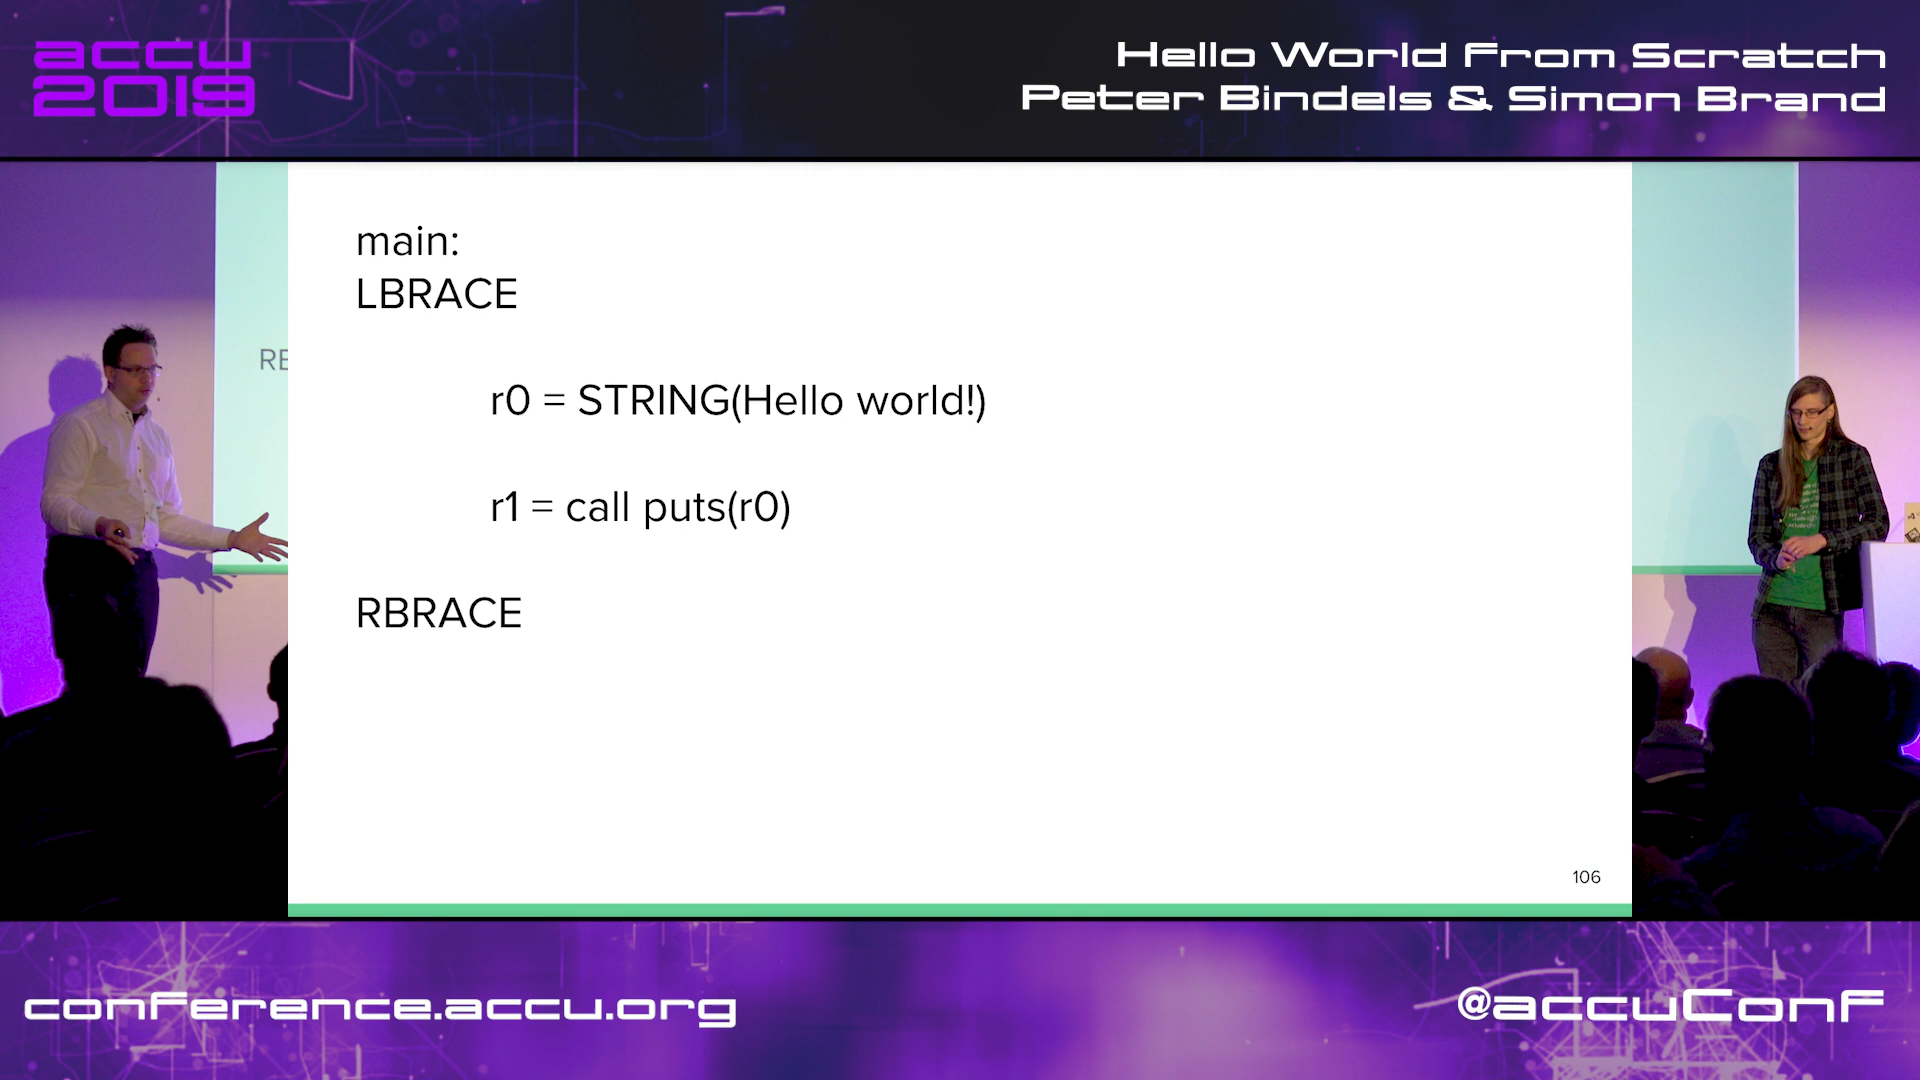 accu
2019
Hello World From Scratch
Peter Bindels & Simon Brand
main:
LBRACE
r0 = STRING(Hello world!)
r1 = call puts(r0)
RBRACE
106
RE
conference.accu.org
@accuConf